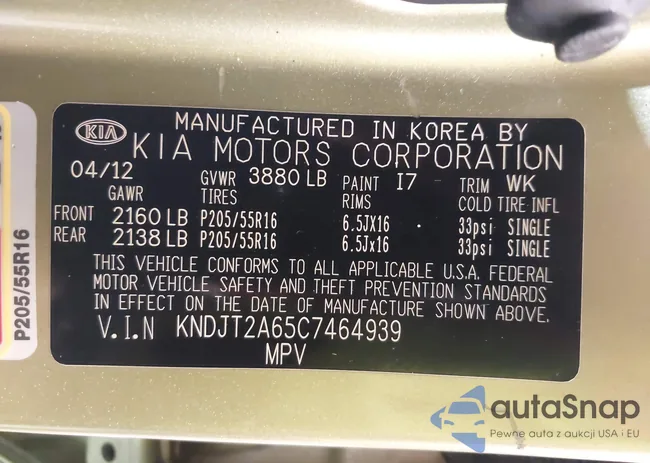 KIA
MANUFACTURED IN KOREA BY
KIA MOTORS CORPORATION
04/12 GVWR 3880 LB PAINT I7 TRIM WK
GAWR TIRES RIMS COLD TIRE INFL
FRONT 2160 LB P205/55R16 6.5JX16 33psi SINGLE
REAR 2138 LB P205/55R16 6.5Jx16 33psi SINGLE
THIS VEHICLE CONFORMS TO ALL APPLICABLE U.S.A. FEDERAL
MOTOR VEHICLE SAFETY AND THEFT PREVENTION STANDARDS
IN EFFECT ON THE DATE OF MANUFACTURE SHOWN ABOVE.
V.I.N KNDJT2A65C7464939
MPV
P205/55R16
autaSnap
Pewne auta z aukcji USA i EU